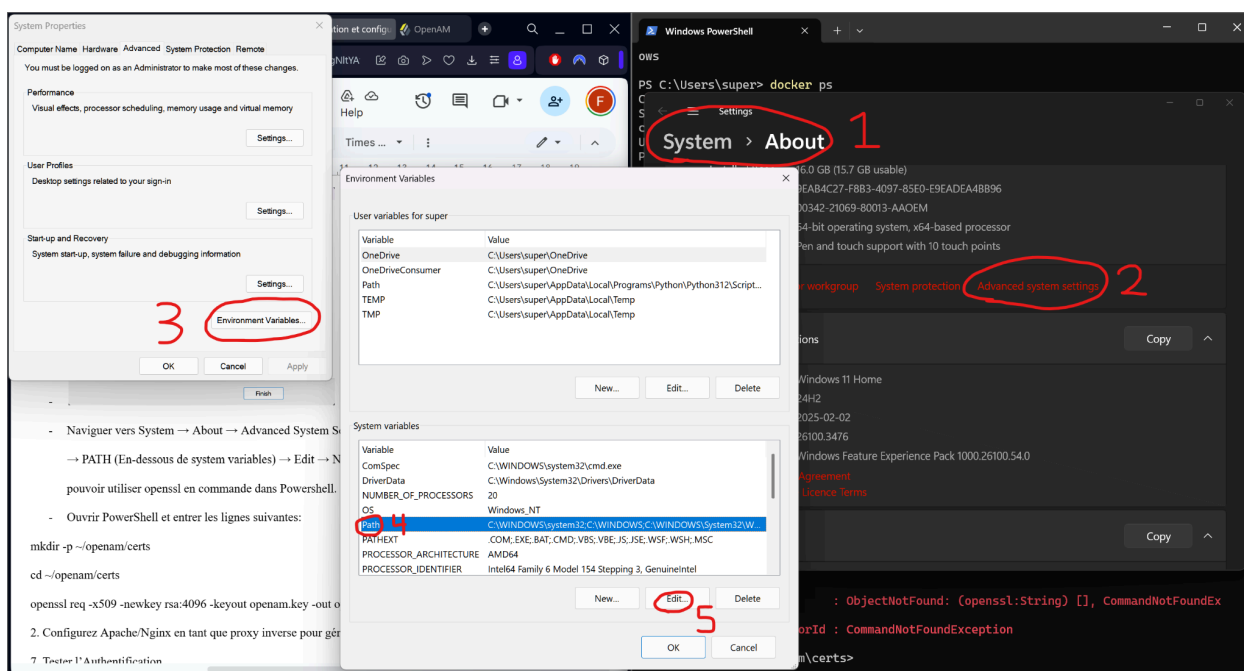 System Properties
Computer Name Hardware Advanced System Protection Remote
You must be logged on as an Administrator to make most of these changes.
Performance
Visual effects, processor scheduling, memory usage and virtual memory
Settings...
User Profiles
Desktop settings related to your sign-in
Settings...
Start-up and Recovery
System start-up, system failure and debugging information
Settings...
3
Environment Variables...
OK Cancel Apply
OpenAM
Help
Times ...
Finish
- Naviguer vers System → About → Advanced System
→ PATH (En-dessous de system variables) → Edit →
pouvoir utiliser openssl en commande dans Powershell.
- Ouvrir PowerShell et entrer les lignes suivantes:
mkdir -p ~/openam/certs
cd ~/openam/certs
openssl req -x509 -newkey rsa:4096 -keyout openam.key -out
2. Configurez Apache/Nginx en tant que proxy inverse pour
7. Tester l'Authentification
Environment Variables
User variables for super
Variable Value
OneDrive C:\Users\super\OneDrive
OneDriveConsumer C:\Users\super\OneDrive
Path C:\Users\super\AppData\Local\Programs\Python\Python312\Script...
TEMP C:\Users\super\AppData\Local\Temp
TMP C:\Users\super\AppData\Local\Temp
New... Edit... Delete
System variables
Variable Value
ComSpec C:\WINDOWS\system32\cmd.exe
DriverData C:\Windows\System32\Drivers\DriverData
NUMBER_OF_PROCESSORS 20
OS Windows_NT
Path 4 C:\WINDOWS\system32;C:\WINDOWS;C:\WINDOWS\System32\W...
PATHEXT .COM;.EXE;.BAT;.CMD;.VBS;.VBE;.JS;.JSE;.WSF;.WSH;.MSC
PROCESSOR_ARCHITECTURE AMD64
PROCESSOR_IDENTIFIER Intel64 Family 6 Model 154 Stepping 3, GenuineIntel
New... Edit... Delete
5
OK Cancel
Windows PowerShell
ows
PS C:\Users\super> docker ps
Settings
System > About 1
16.0 GB (15.7 GB usable)
9EAB4C27-F8B3-4097-85E0-E9EADEA4BB96
00342-21069-80013-AAOEM
64-bit operating system, x64-based processor
Pen and touch support with 10 touch points
or workgroup System protection Advanced system settings 2
Copy
Windows 11 Home
24H2
2025-02-02
26100.3476
Windows Feature Experience Pack 1000.26100.54.0
Agreement
Licence Terms
Copy
: ObjectNotFound: (openssl:String) [], CommandNotFoundEx
orId : CommandNotFoundException
m\certs>